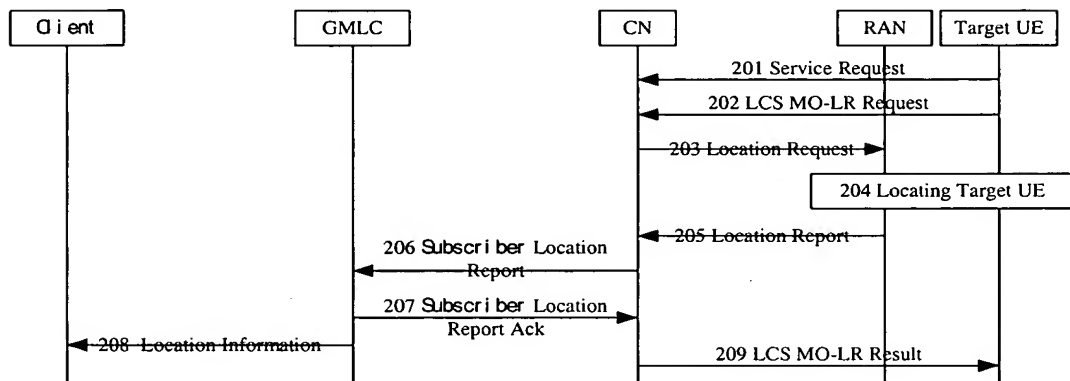 Client GMLC CN RAN Target UE
201 Service Request
202 LCS MO-LR Request
203 Location Request
204 Locating Target UE
205 Location Report
206 Subscriber Location
Report
207 Subscriber Location
Report Ack
208 Location Information
209 LCS MO-LR Result